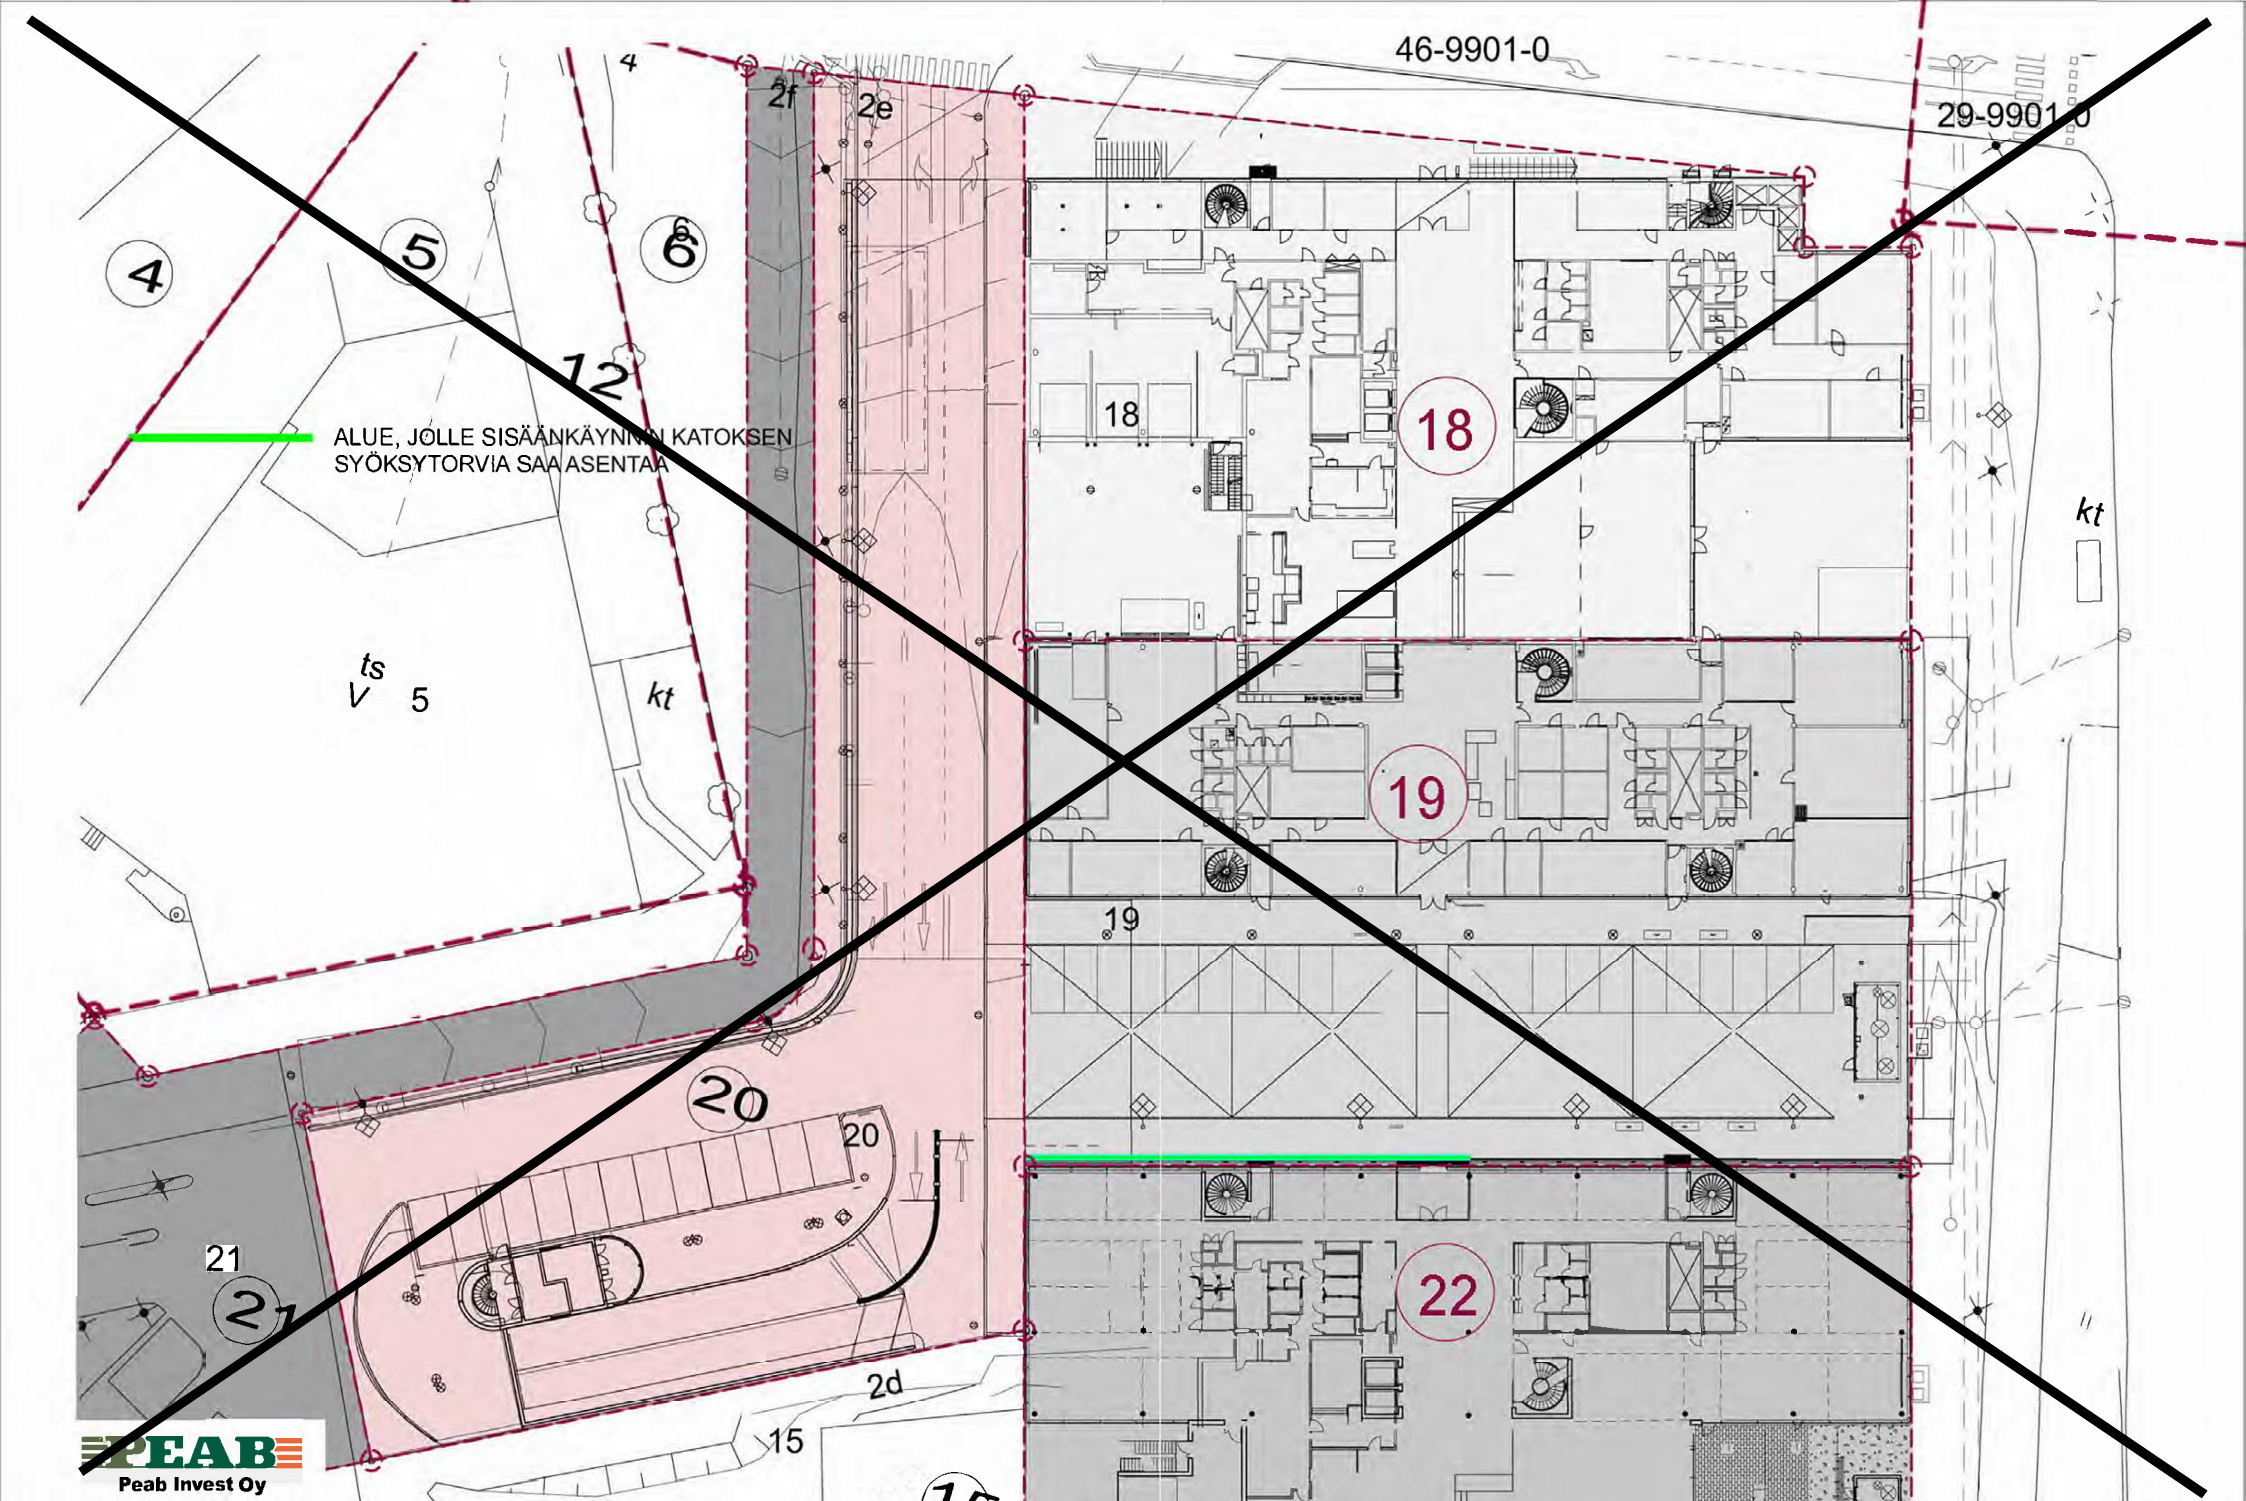 46-9901-0
4
2f
2e
29-9901-0
6
6
5
4
12
18
18
ALUE, JOLLE SISÄÄNKÄYNNIN KATOKSEN
SYÖKSYTORVIA SAA ASENTAA
kt
ts
V 5
kt
19
19
20
20
21
21
22
2d
15
PEAB
Peab Invest Oy